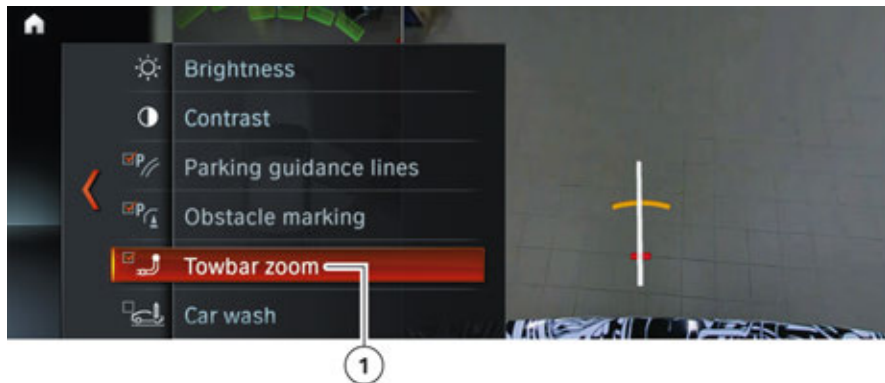 Brightness
Contrast
P Parking guidance lines
P Obstacle marking
Towbar zoom
Car wash
1